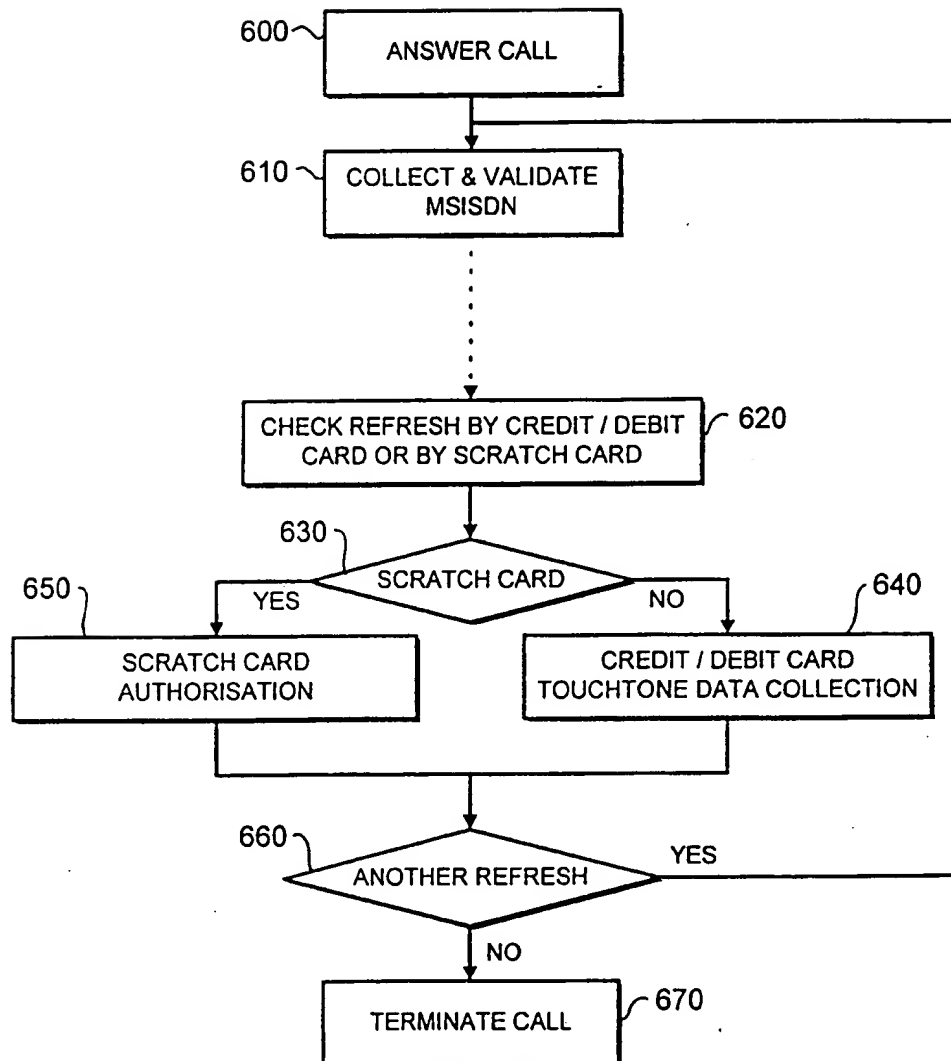 600
ANSWER CALL
610
COLLECT & VALIDATE
MSISDN
CHECK REFRESH BY CREDIT / DEBIT
CARD OR BY SCRATCH CARD
620
630
SCRATCH CARD
YES
NO
650
SCRATCH CARD
AUTHORISATION
640
CREDIT / DEBIT CARD
TOUCHTONE DATA COLLECTION
660
ANOTHER REFRESH
YES
NO
TERMINATE CALL
670